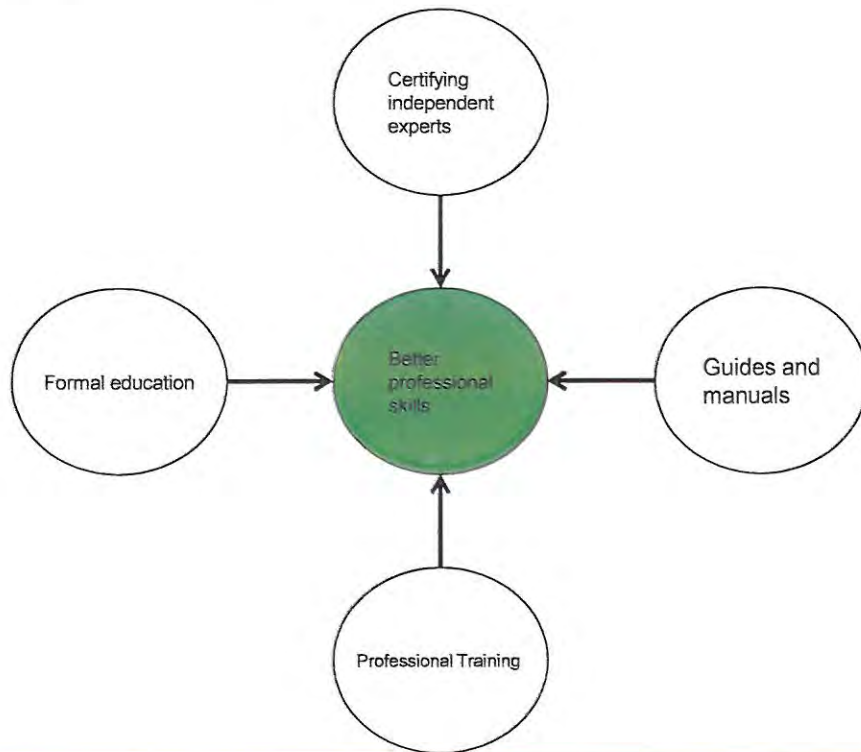 Certifying
independent
experts
Formal education
Better
professional
skills
Guides and
manuals
Professional Training